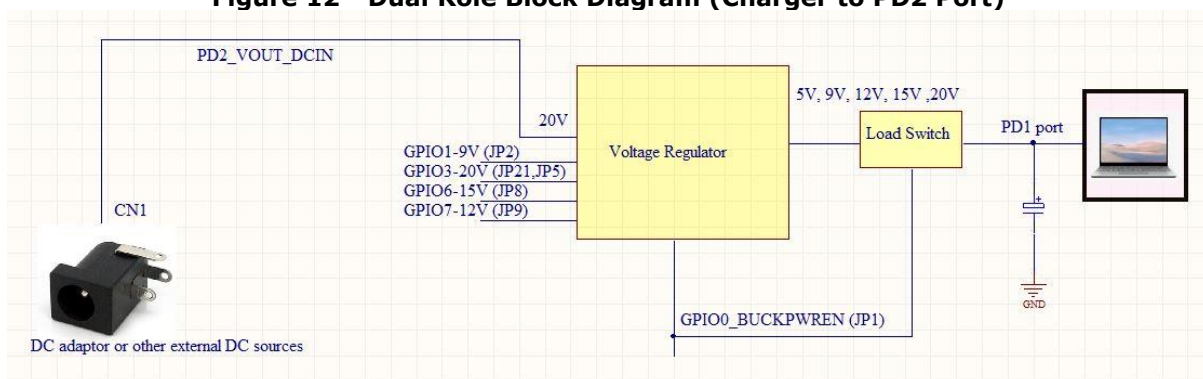 Figure 12 - Dual Role Block Diagram (Charger to PD2 Port)
PD2_VOUT_DCIN
5V, 9V, 12V, 15V ,20V
20V
Load Switch
PD1 port
GPIO1-9V (JP2)
Voltage Regulator
GPIO3-20V (JP21,JP5)
GPIO6-15V (JP8)
GPIO7-12V (JP9)
CN1
+
GND
GPIO0_BUCKPWREN (JP1)
DC adaptor or other external DC sources